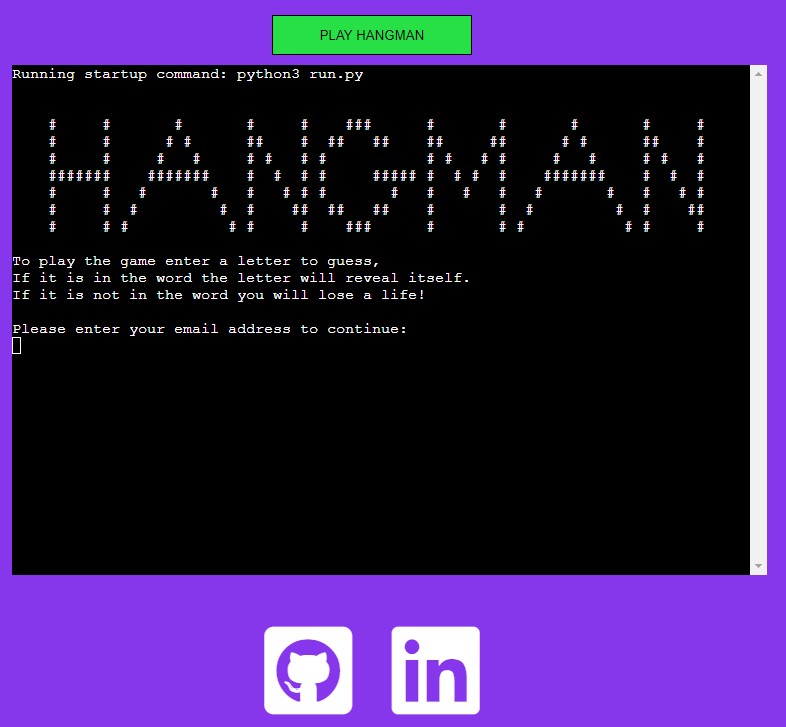 PLAY HANGMAN
Running startup command: python3 run.py
HANGMAN
To play the game enter a letter to guess,
If it is in the word the letter will reveal itself.
If it is not in the word you will lose a life!
Please enter your email address to continue:
in